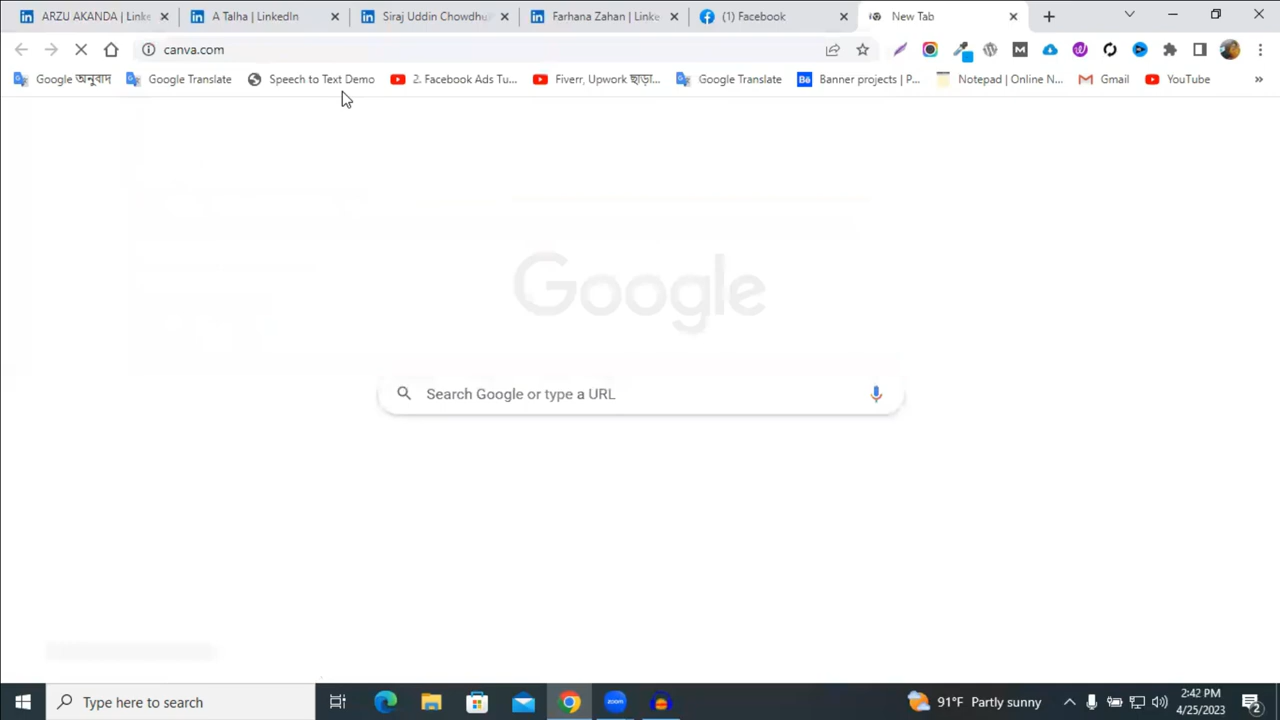 ARZU AKANDA | Linke
A Talha | LinkedIn
Siraj Uddin Chowdhu
Farhana Zahan | Linke
(1) Facebook
New Tab
canva.com
Google অনুবাদ
Google Translate
Speech to Text Demo
2. Facebook Ads Tu...
Fiverr, Upwork ছাড়া...
Google Translate
Bē
Banner projects | P...
Notepad | Online N...
Gmail
YouTube
»
Google
Search Google or type a URL
Type here to search
zoom
91°F Partly sunny
2:42 PM
4/25/2023
2